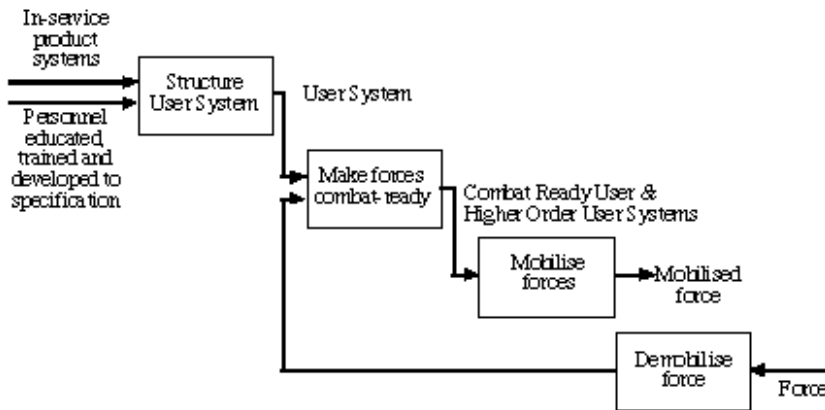 In-service
product
systems
Structure
User System
User System
Personnel
educated,
trained and
developed to
specification
Make forces
combat-ready
Combat Ready User &
Higher Order User Systems
Mobilise
forces
Mobilised
force
Demobilise
force
Force